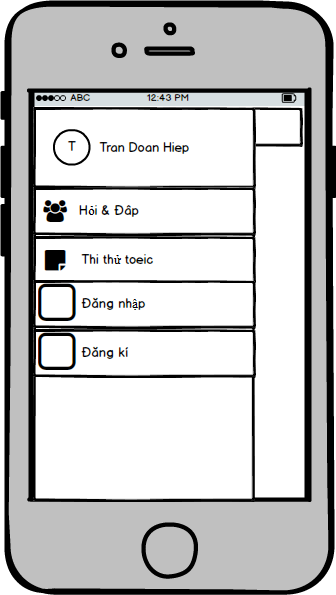 ABC 12:43 PM
T Tran Doan Hiep
Hỏi & Đáp
Thi thử toeic
Đăng nhập
Đăng kí